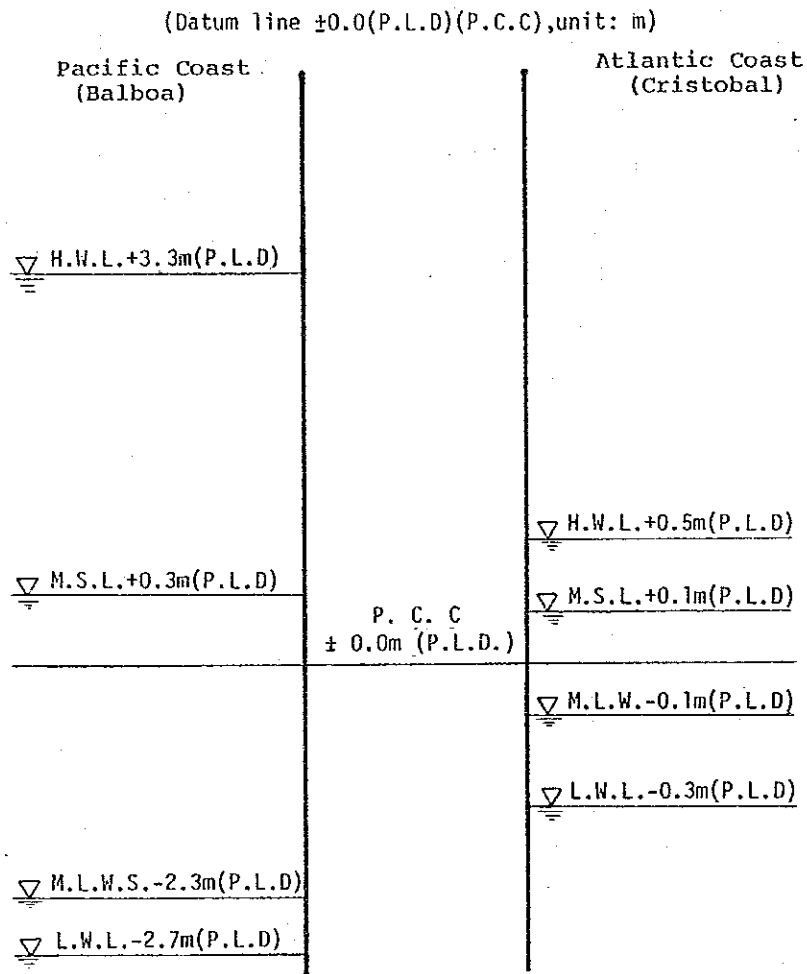 (Datum line ±0.0(P.L.D)(P.C.C),unit: m)
Pacific Coast
(Balboa)
Atlantic Coast
(Cristobal)
H.W.L.+3.3m(P.L.D)
H.W.L.+0.5m(P.L.D)
M.S.L.+0.3m(P.L.D)
M.S.L.+0.1m(P.L.D)
P. C. C
± 0.0m (P.L.D.)
M.L.W.-0.1m(P.L.D)
L.W.L.-0.3m(P.L.D)
M.L.W.S.-2.3m(P.L.D)
L.W.L.-2.7m(P.L.D)